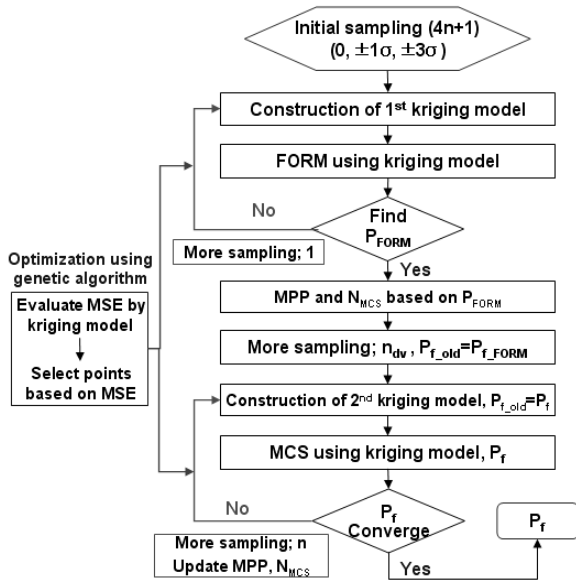 Initial sampling (4n+1)
(0, ±1σ, ±3σ )
Construction of 1st kriging model
FORM using kriging model
No
Find
PFORM
More sampling; 1
Yes
Optimization using
genetic algorithm
Evaluate MSE by
kriging model
Select points
based on MSE
MPP and NMCS based on PFORM
More sampling; ndv , Pf_old=Pf_FORM
Construction of 2nd kriging model, Pf_old=Pf
MCS using kriging model, Pf
No
Pf
Converge
More sampling; n
Update MPP, NMCS
Yes
Pf